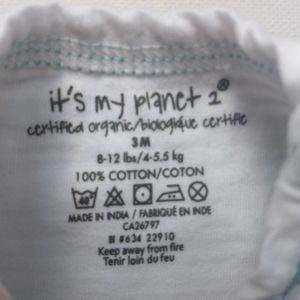 it's my planet 2®
certified organic/biologique certifié
3M
8-12 lbs/4-5.5 kg
100% COTTON/COTON
40°
MADE IN INDIA / FABRIQUÉ EN INDE
CA26797
#634 22910
Keep away from fire
Tenir loin du feu